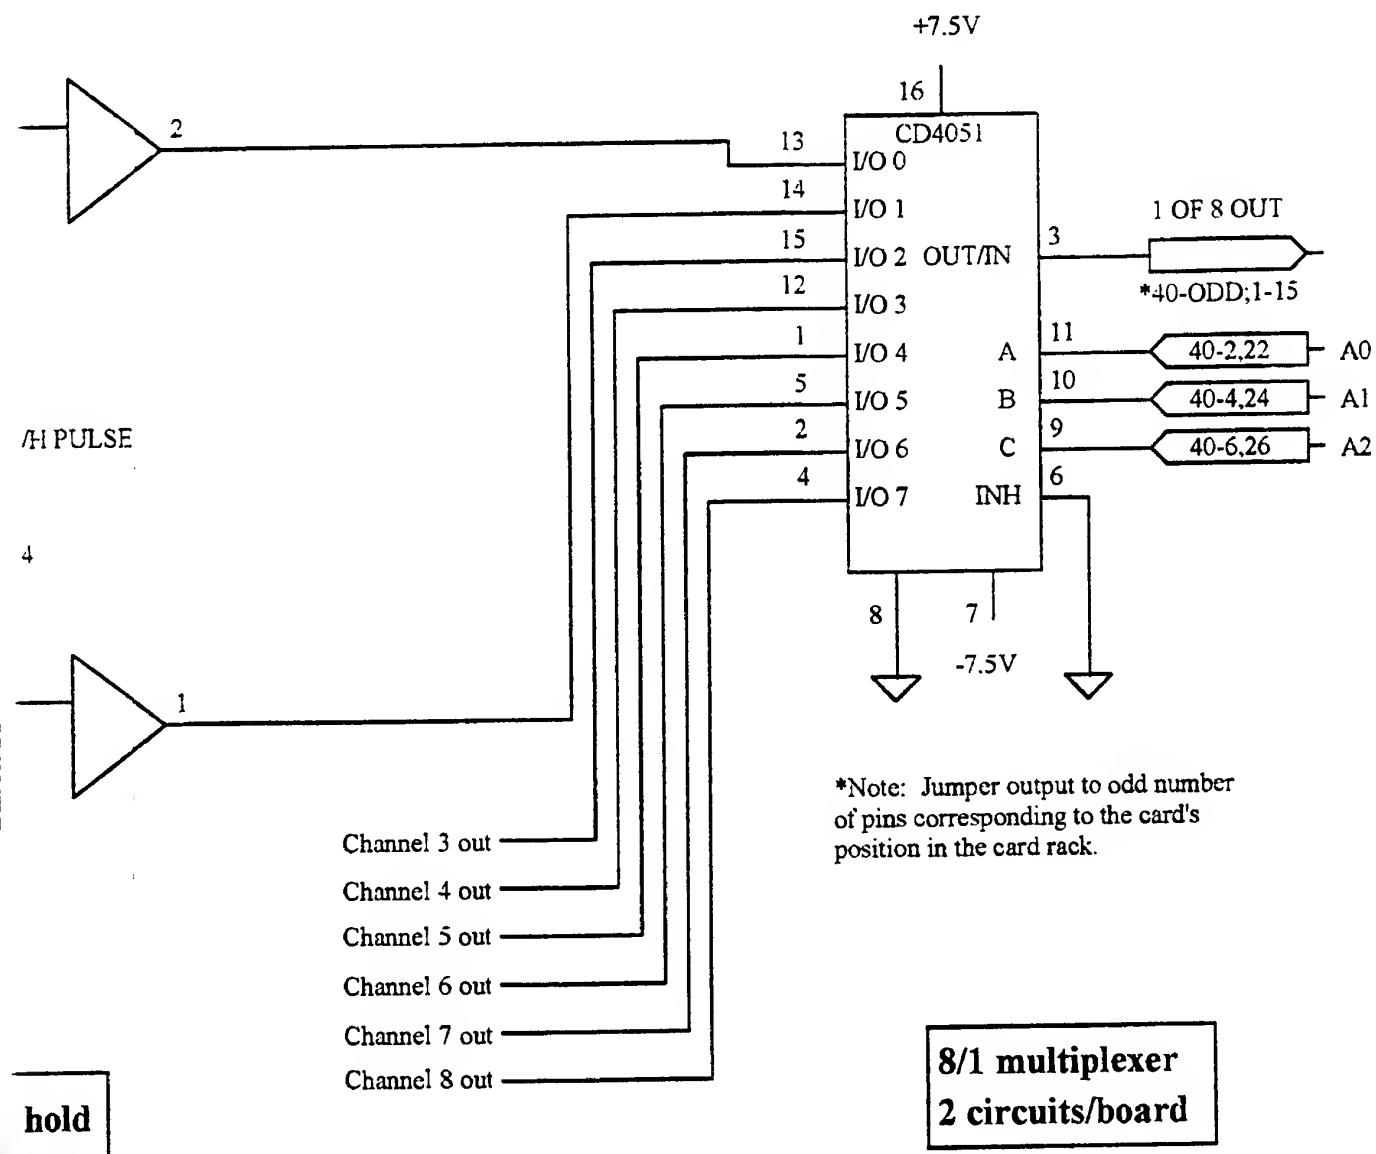 +7.5V
16
CD4051
2
13
I/O 0
14
I/O 1
15
I/O 2
OUT/IN
3
1 OF 8 OUT
*40-ODD;1-15
12
I/O 3
1
I/O 4
A
11
40-2,22
A0
5
I/O 5
B
10
40-4,24
A1
2
I/O 6
C
9
40-6,26
A2
4
I/O 7
INH
6
/H PULSE
4
8
7
-7.5V
1
*Note: Jumper output to odd number
of pins corresponding to the card's
position in the card rack.
Channel 3 out
Channel 4 out
Channel 5 out
Channel 6 out
Channel 7 out
Channel 8 out
hold
8/1 multiplexer
2 circuits/board